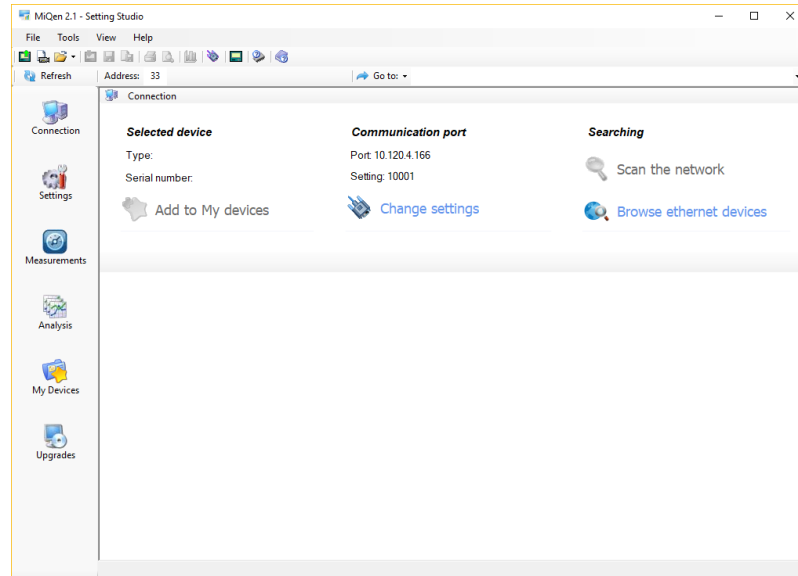 MiQen 2.1 - Setting Studio
File Tools View Help
Refresh Address: 33 Go to:
Connection
Connection
Settings
Measurements
Analysis
My Devices
Upgrades
Selected device
Type:
Serial number:
Add to My devices
Communication port
Port: 10.120.4.166
Setting: 10001
Change settings
Searching
Scan the network
Browse ethernet devices